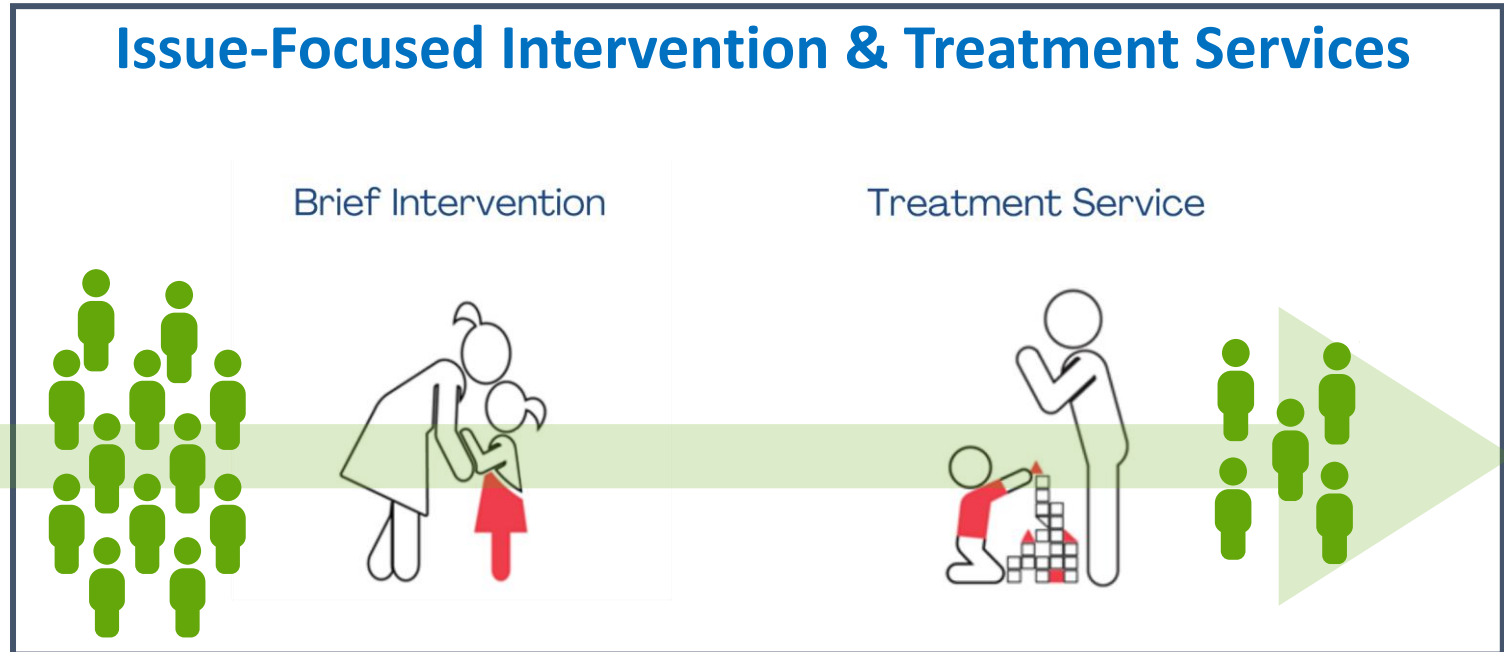 Issue-Focused Intervention & Treatment Services
Brief Intervention
Treatment Service